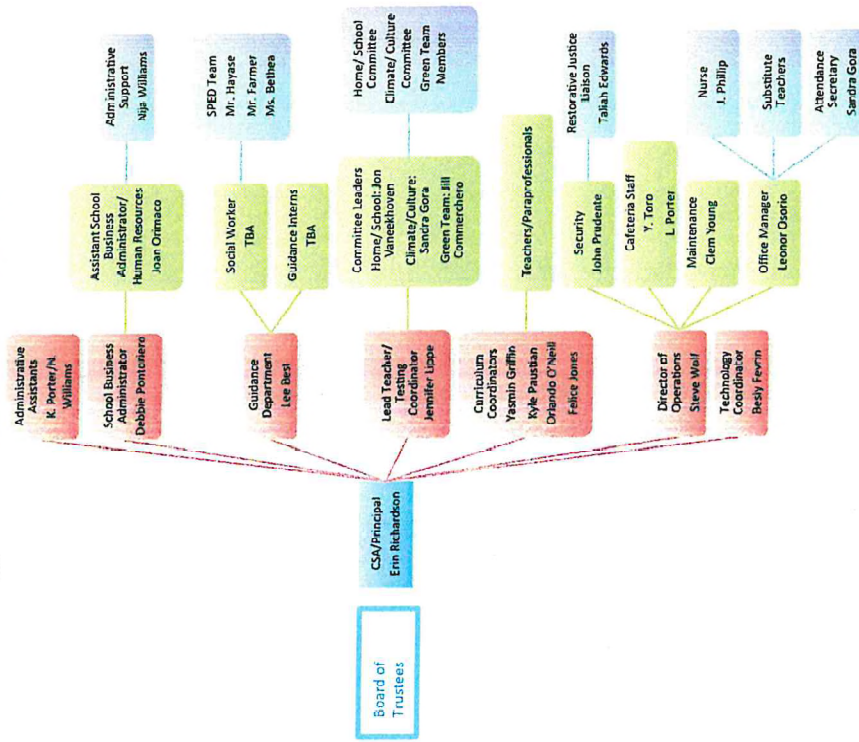 Board of
Trustees
CSA/Principal
Erin Richardson
Technology
Coordinator
Besly Fevrin
Director of
Operations
Steve Wolf
Curriculum
Coordinators
Yasmin Griffin
Kyle Paustian
Orlando O'Neill
Felice Jones
Lead Teacher/
Testing
Coordinator
Jennifer Lippe
Guidance
Department
Lee Besl
School Business
Administrator
Debbie Pontoriero
Administrative
Assistants
K. Porter/N.
Williams
Office Manager
Leonor Osorio
Maintenance
Clem Young
Cafeteria Staff
Y. Toro
L. Porter
Security
John Prudente
Teachers/Paraprofessionals
Committee Leaders
Home/ School: Jon
Vaneekhoven
Climate/Culture:
Sandra Gora
Green Team: Jill
Commerchero
Guidance Interns
TBA
Social Worker
TBA
Assistant School
Business
Administrator/
Human Resources
Joan Orimaco
Attendance
Secretary
Sandra Gora
Substitute
Teachers
Nurse
J. Phillip
Restorative Justice
Liaison
Taliah Edwards
Home/ School
Committee
Climate/ Culture
Committee
Green Team
Members
SPED Team
Mr. Hayase
Mr. Farmer
Ms. Bethea
Administrative
Support
Nija Williams